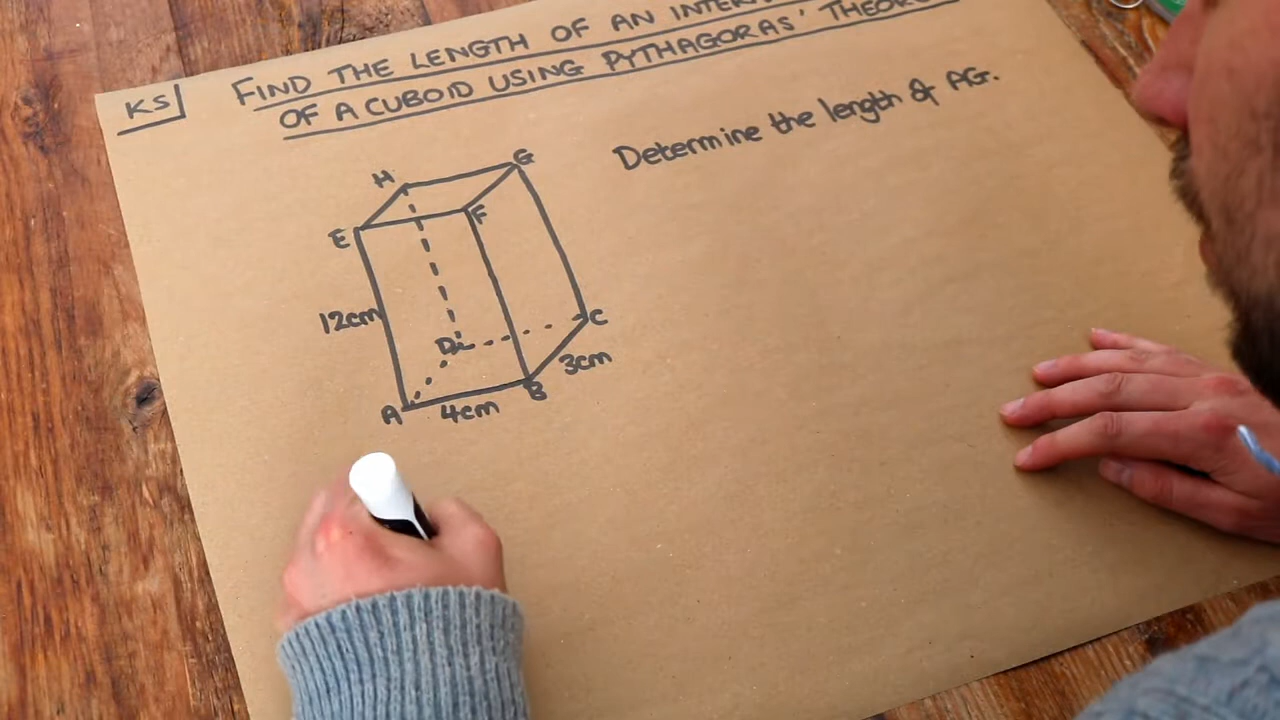 KS
FIND THE LENGTH OF AN
OF A CUBOID USING PYTHAGORAS'
Determine the length of AG.
H
G
E
F
12cm
D
C
3cm
A
4cm
B